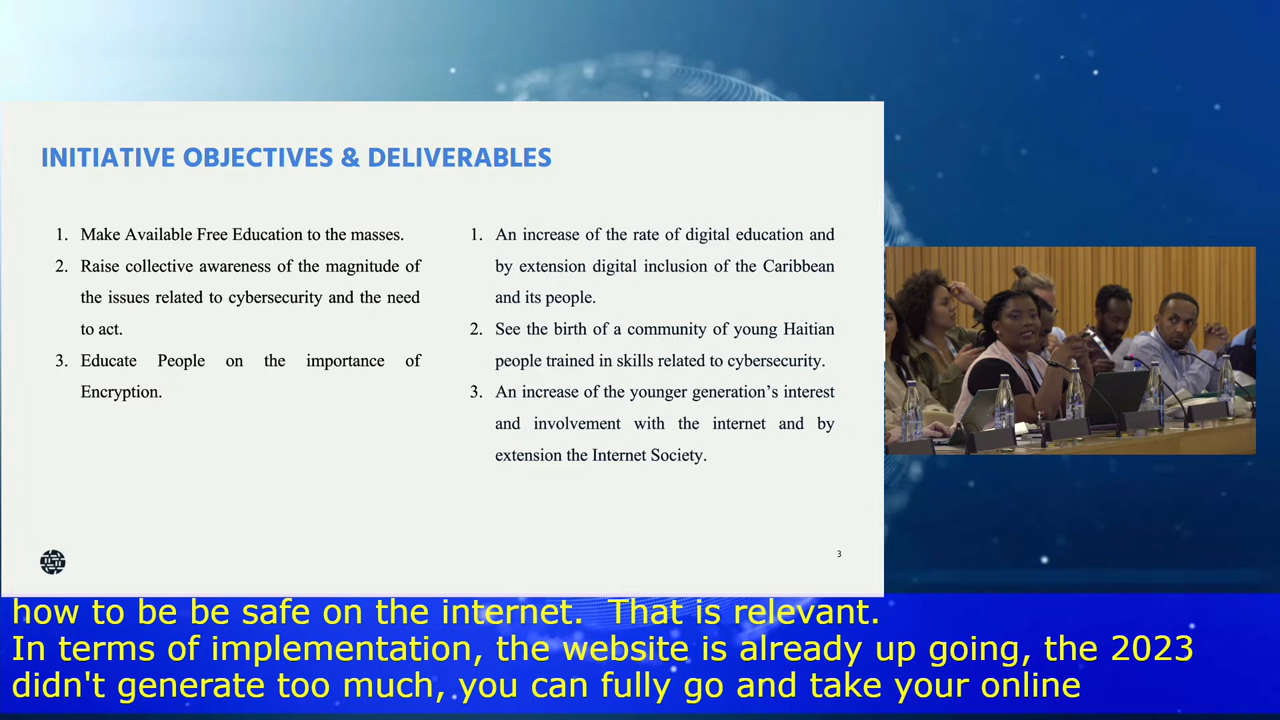 INITIATIVE OBJECTIVES & DELIVERABLES
1. Make Available Free Education to the masses.
2. Raise collective awareness of the magnitude of
the issues related to cybersecurity and the need
to act.
3. Educate People on the importance of
Encryption.
1. An increase of the rate of digital education and
by extension digital inclusion of the Caribbean
and its people.
2. See the birth of a community of young Haitian
people trained in skills related to cybersecurity.
3. An increase of the younger generation’s interest
and involvement with the internet and by
extension the Internet Society.
3
how to be be safe on the internet.  That is relevant.
In terms of implementation, the website is already up going, the 2023
didn't generate too much, you can fully go and take your online